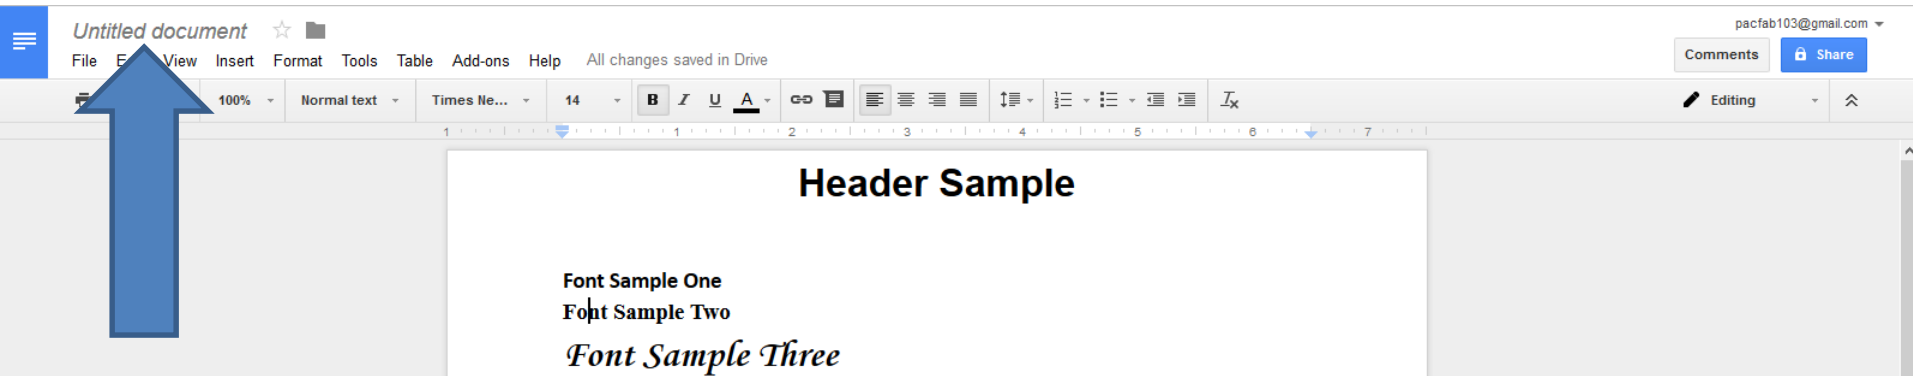 Untitled document
pacfab103@gmail.com
File View Insert Format Tools Table Add-ons Help All changes saved in Drive
Comments Share
100% Normal text Times Ne... 14 B I U A Editing
1 1 2 3 4 5 6 7
Header Sample
Font Sample One
Font Sample Two
Font Sample Three